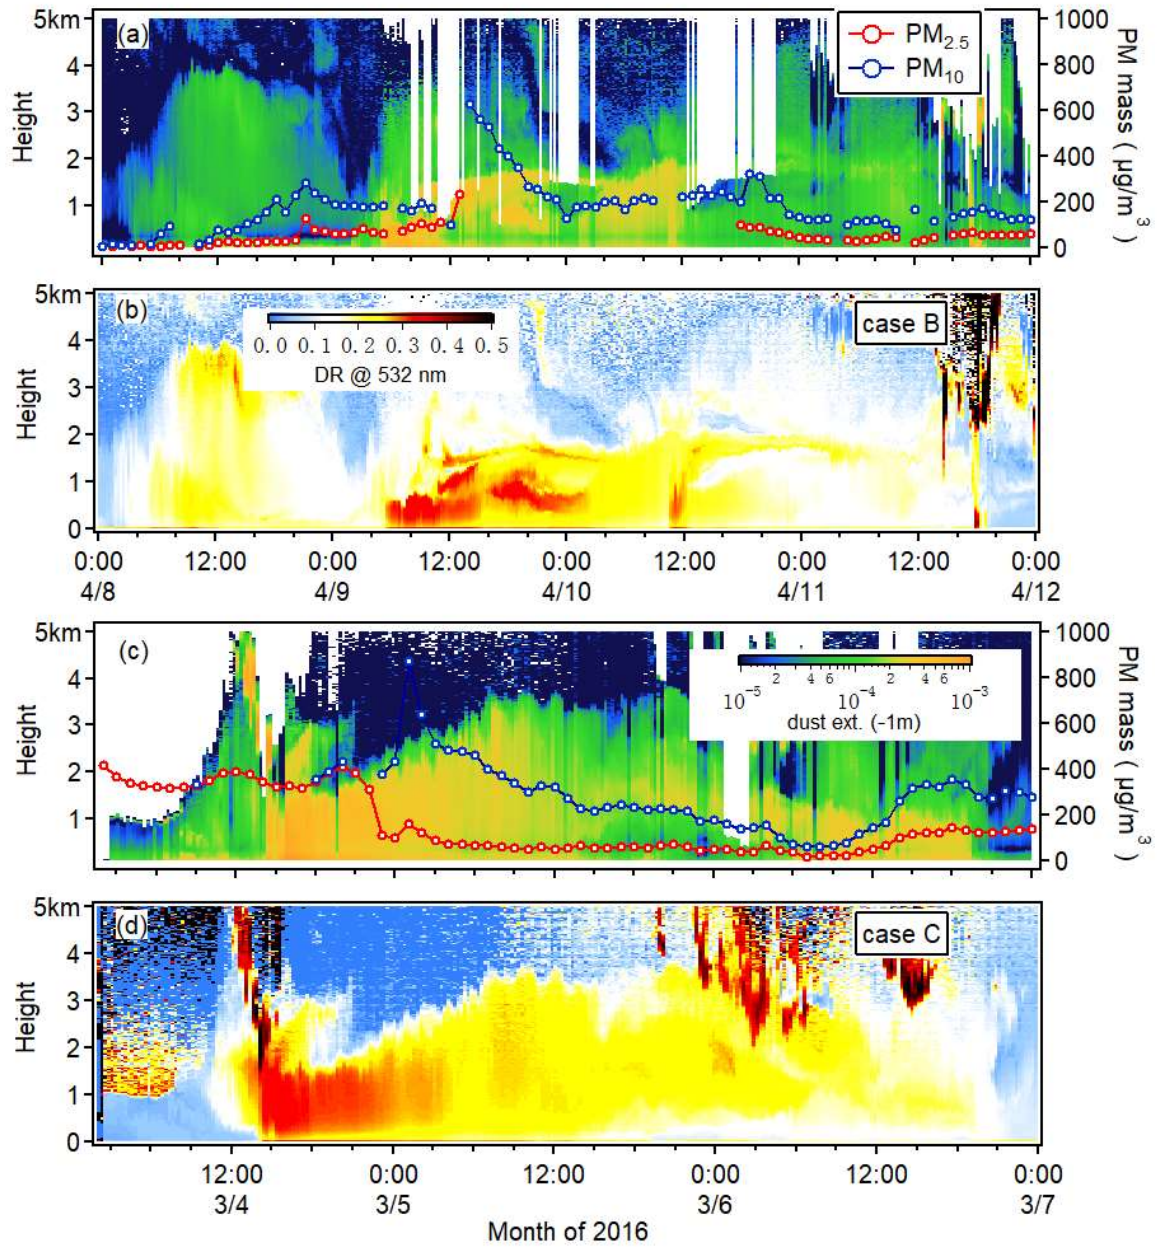 5km
4
3
2
1
Height
(a)
PM2.5
PM10
1000
800
600
400
200
0
PM mass (μg/m3)
5km
4
3
2
1
0
Height
(b)
0.0 0.1 0.2 0.3 0.4 0.5
DR @ 532 nm
case B
0:00 12:00 0:00 12:00 0:00 12:00 0:00 12:00 0:00
4/8 4/9 4/10 4/11 4/12
5km
4
3
2
1
Height
(c)
2 4 6 2 4 6
10-5 10-4 10-3
dust ext. (-1m)
1000
800
600
400
200
0
PM mass (μg/m3)
5km
4
3
2
1
0
Height
(d)
case C
12:00 0:00 12:00 0:00 12:00 0:00
3/4 3/5 3/6 3/7
Month of 2016